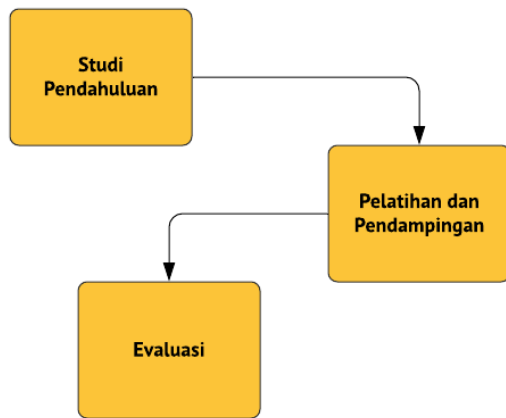 Studi
Pendahuluan
Pelatihan dan
Pendampingan
Evaluasi